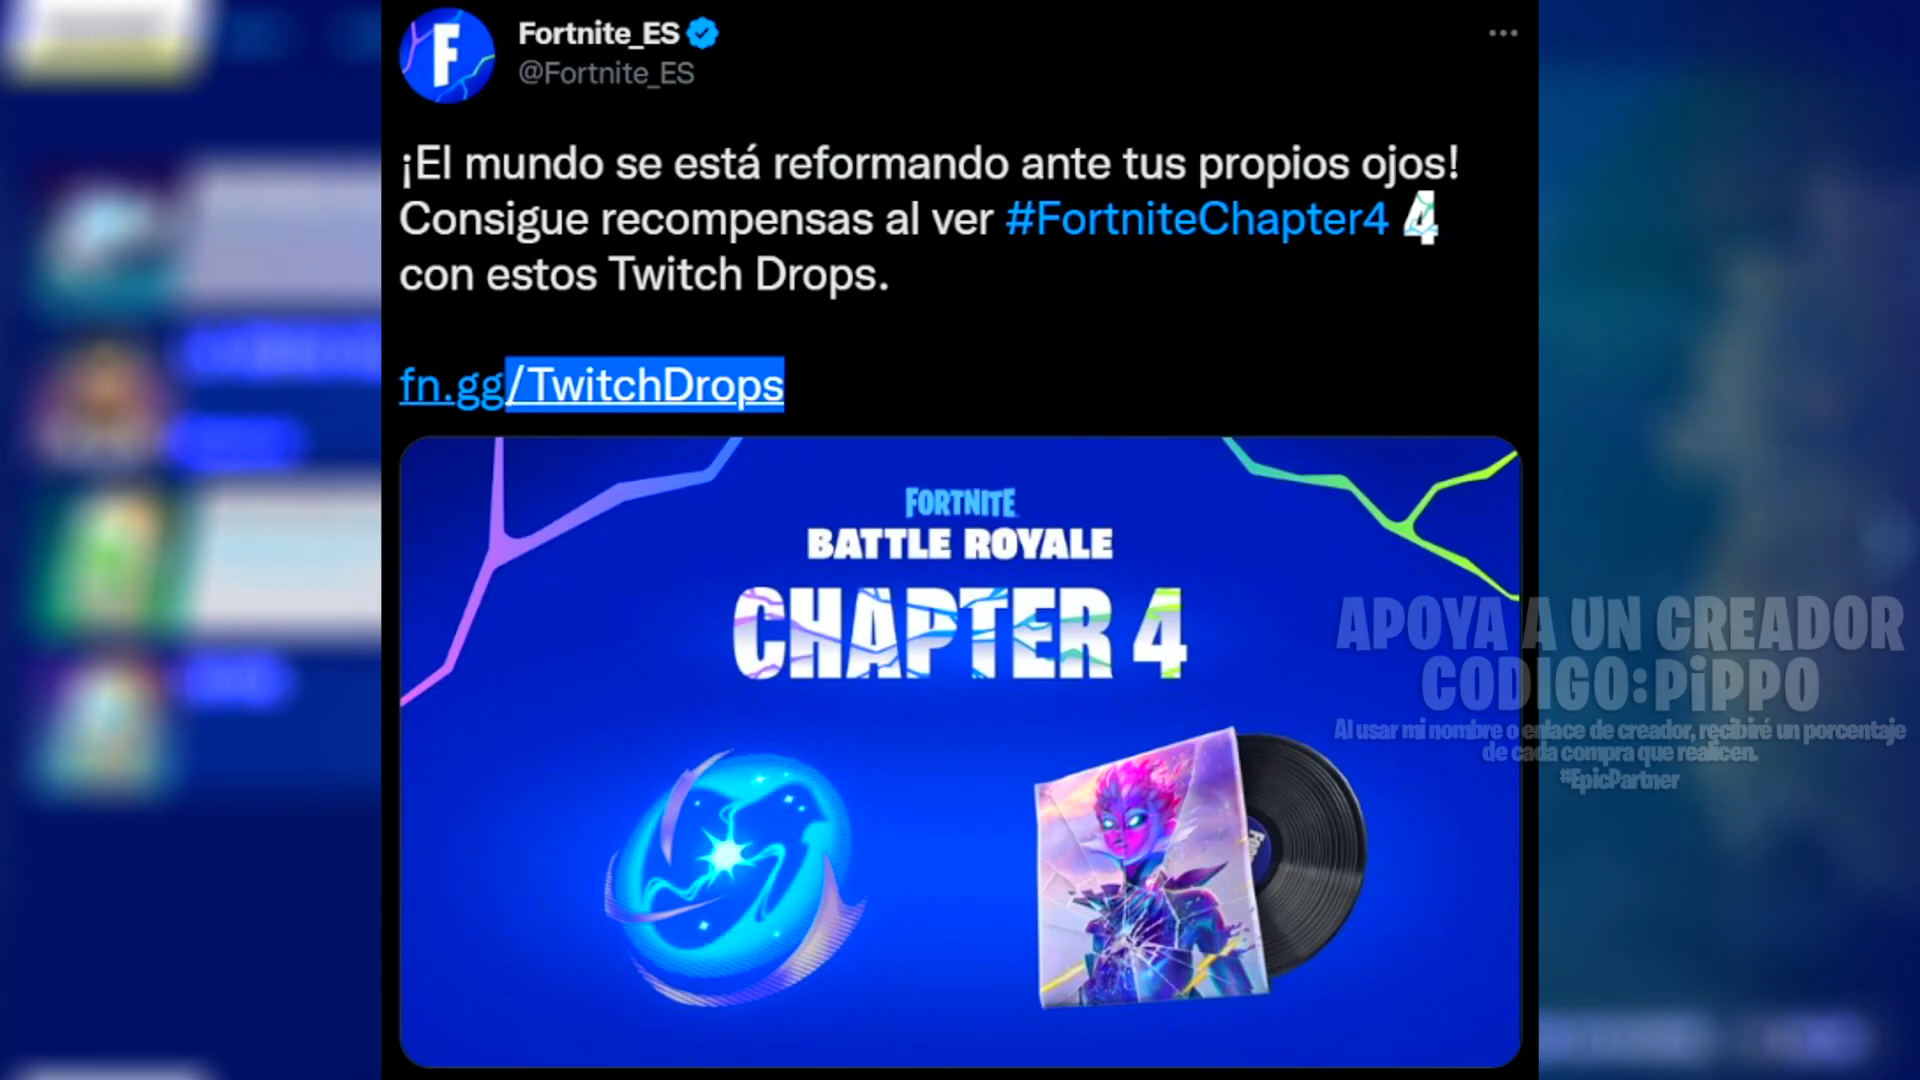 Fortnite_ES
@Fortnite_ES
¡El mundo se está reformando ante tus propios ojos!
Consigue recompensas al ver #FortniteChapter4 4
con estos Twitch Drops.
fn.gg/TwitchDrops
FORTNITE
BATTLE ROYALE
CHAPTER 4
APOYA A UN CREADOR
CODIGO:PiPPO
Al usar mi nombre o enlace de creador, recibiré un porcentaje
de cada compra que realicen.
#EpicPartner